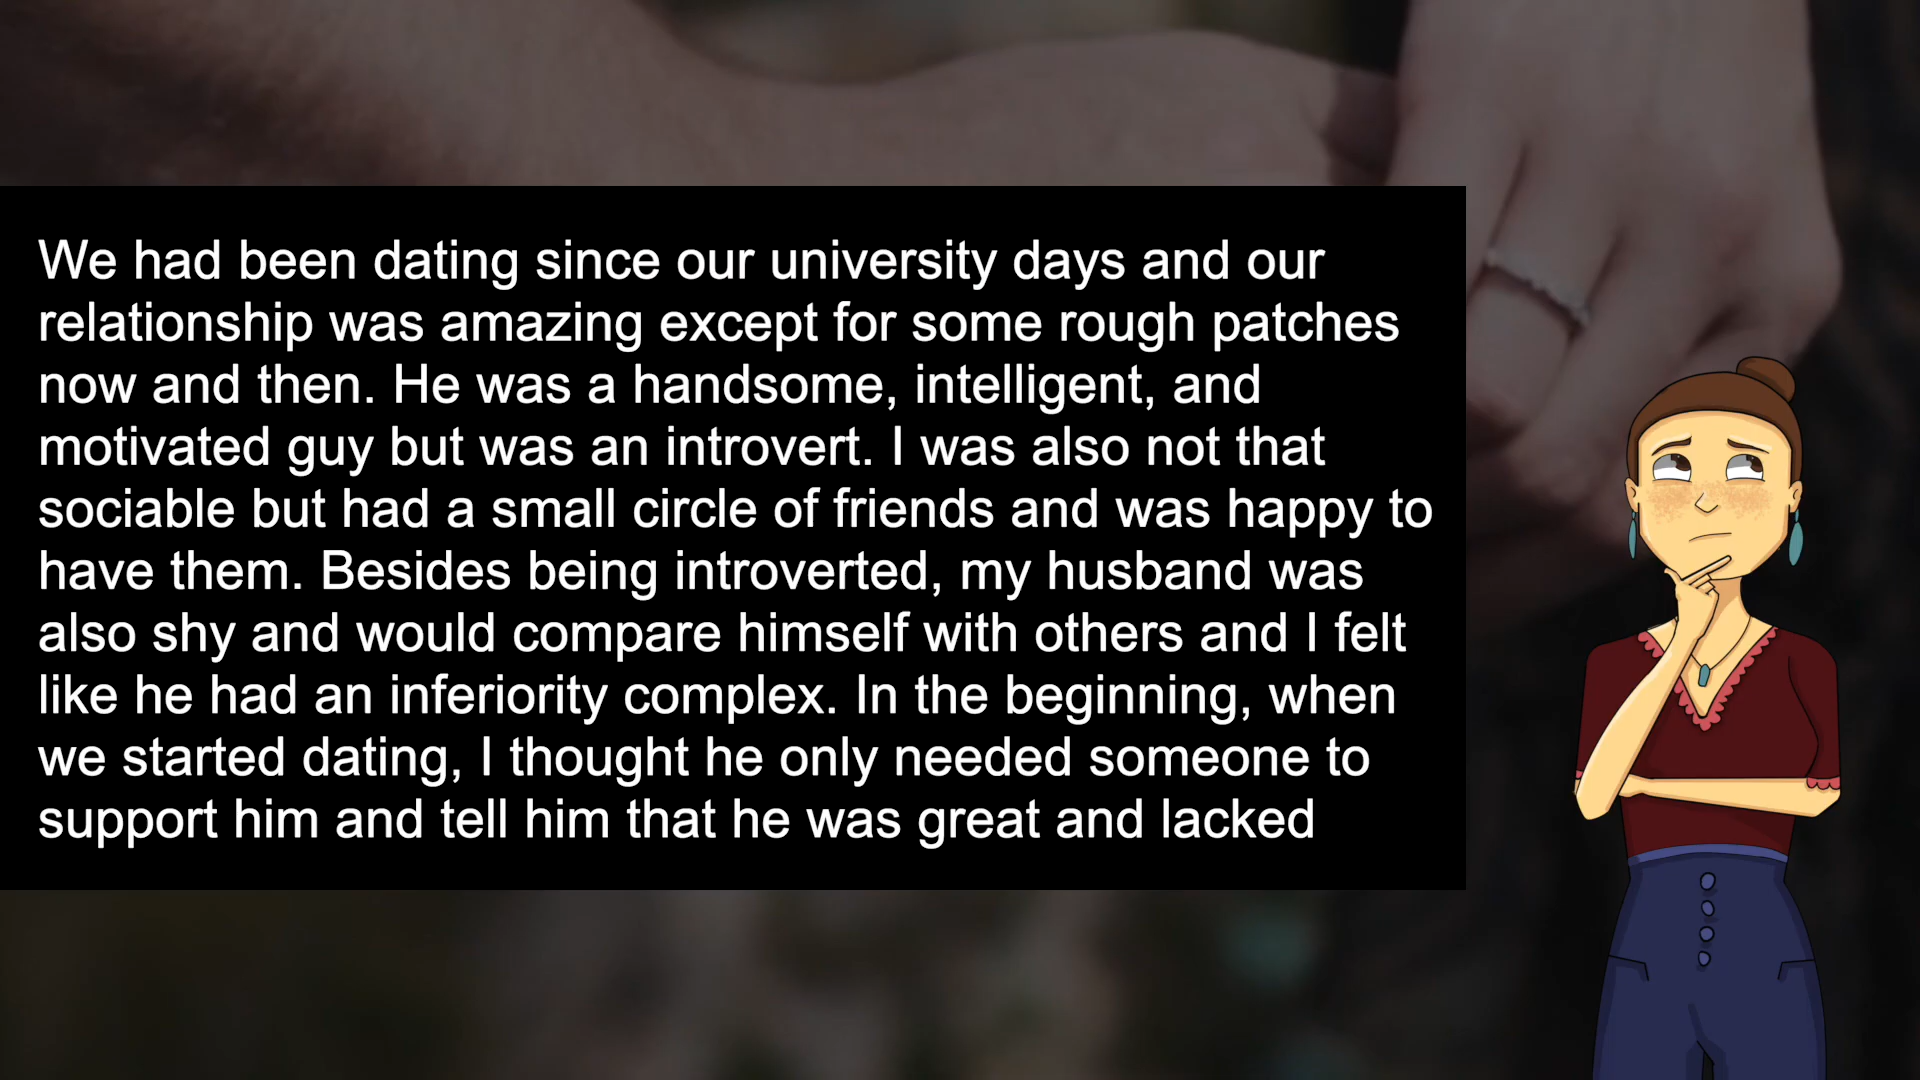 We had been dating since our university days and our
relationship was amazing except for some rough patches
now and then. He was a handsome, intelligent, and
motivated guy but was an introvert. I was also not that
sociable but had a small circle of friends and was happy to
have them. Besides being introverted, my husband was
also shy and would compare himself with others and I felt
like he had an inferiority complex. In the beginning, when
we started dating, I thought he only needed someone to
support him and tell him that he was great and lacked